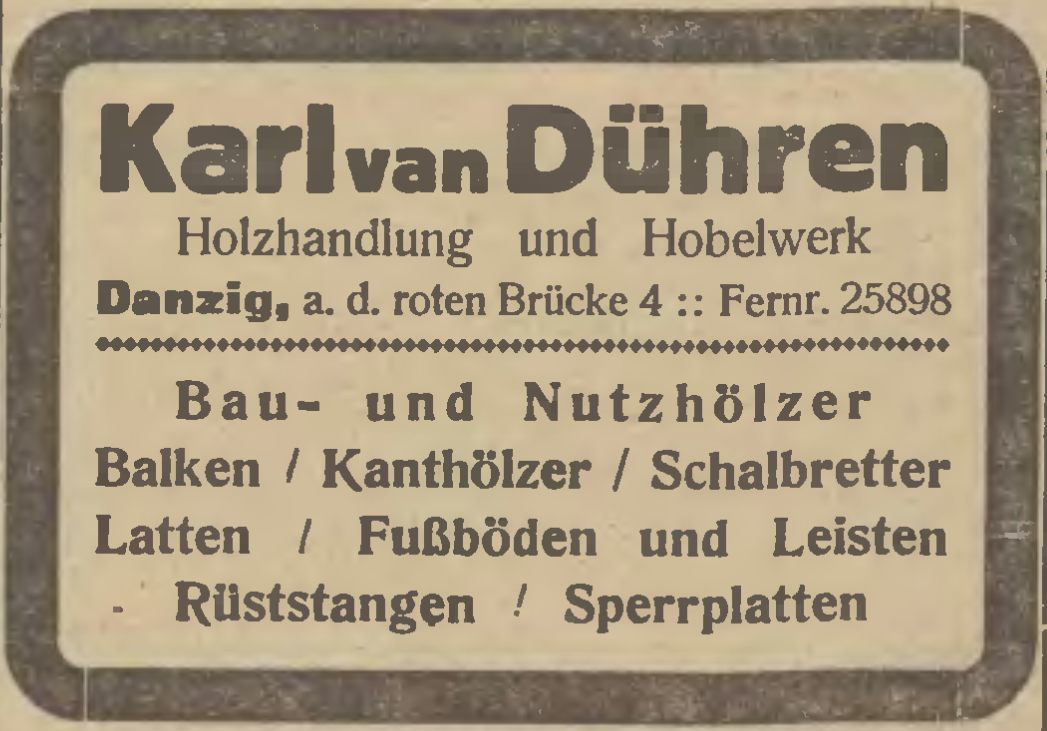 Karl van Dühren
Holzhandlung und Hobelwerk
Danzig, a. d. roten Brücke 4 :: Fernr. 25898
Bau- und Nutzhölzer
Balken / Kanthölzer / Schalbretter
Latten / Fußböden und Leisten
Rüststangen / Sperrplatten